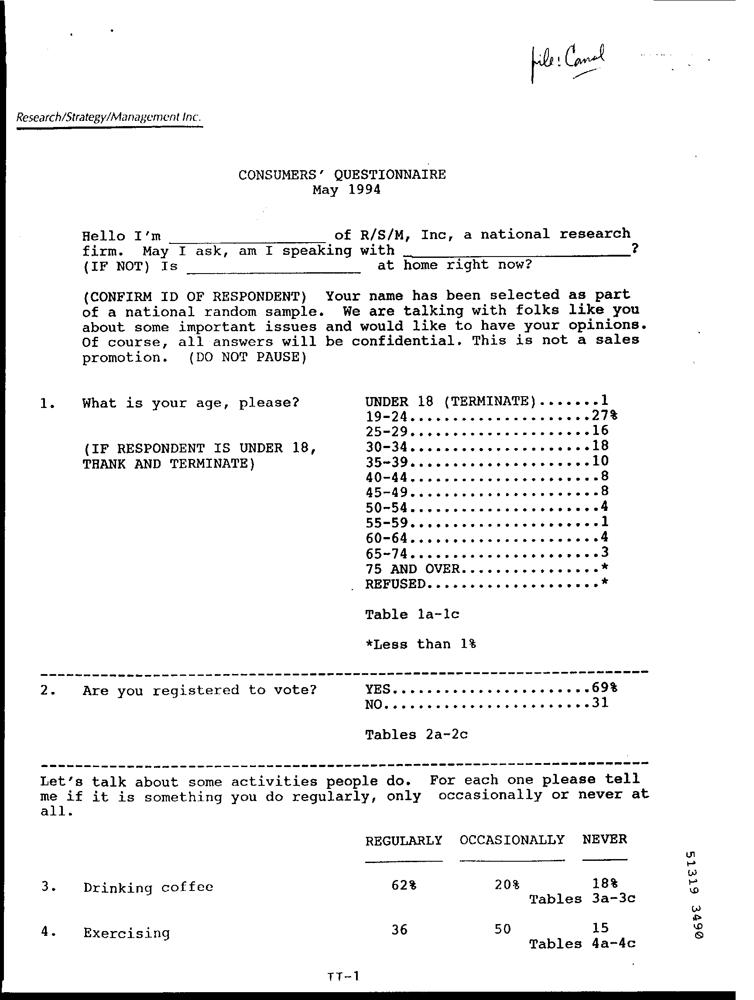 file: Camel
Research/Strategy/Management Inc.
CONSUMERS' QUESTIONNAIRE
May 1994
Hello I'm ____________________ of R/S/M, Inc, a national research
firm. May I ask, am I speaking with ___________________________?
(IF NOT) Is ____________________ at home right now?
(CONFIRM ID OF RESPONDENT) Your name has been selected as part
of a national random sample. We are talking with folks like you
about some important issues and would like to have your opinions.
Of course, all answers will be confidential. This is not a sales
promotion. (DO NOT PAUSE)
1. What is your age, please? UNDER 18 (TERMINATE).......1
19-24.....................27%
25-29.....................16
(IF RESPONDENT IS UNDER 18, 30-34.....................18
THANK AND TERMINATE) 35-39.....................10
40-44......................8
45-49......................8
50-54......................4
55-59......................1
60-64......................4
65-74......................3
75 AND OVER................*
REFUSED....................*
Table 1a-1c
*Less than 1%
2. Are you registered to vote? YES.......................69%
NO........................31
Tables 2a-2c
Let's talk about some activities people do. For each one please tell
me if it is something you do regularly, only occasionally or never at
all.
REGULARLY OCCASIONALLY NEVER
3. Drinking coffee 62% 20% 18%
Tables 3a-3c
4. Exercising 36 50 15
Tables 4a-4c
TT-1
51319 3490